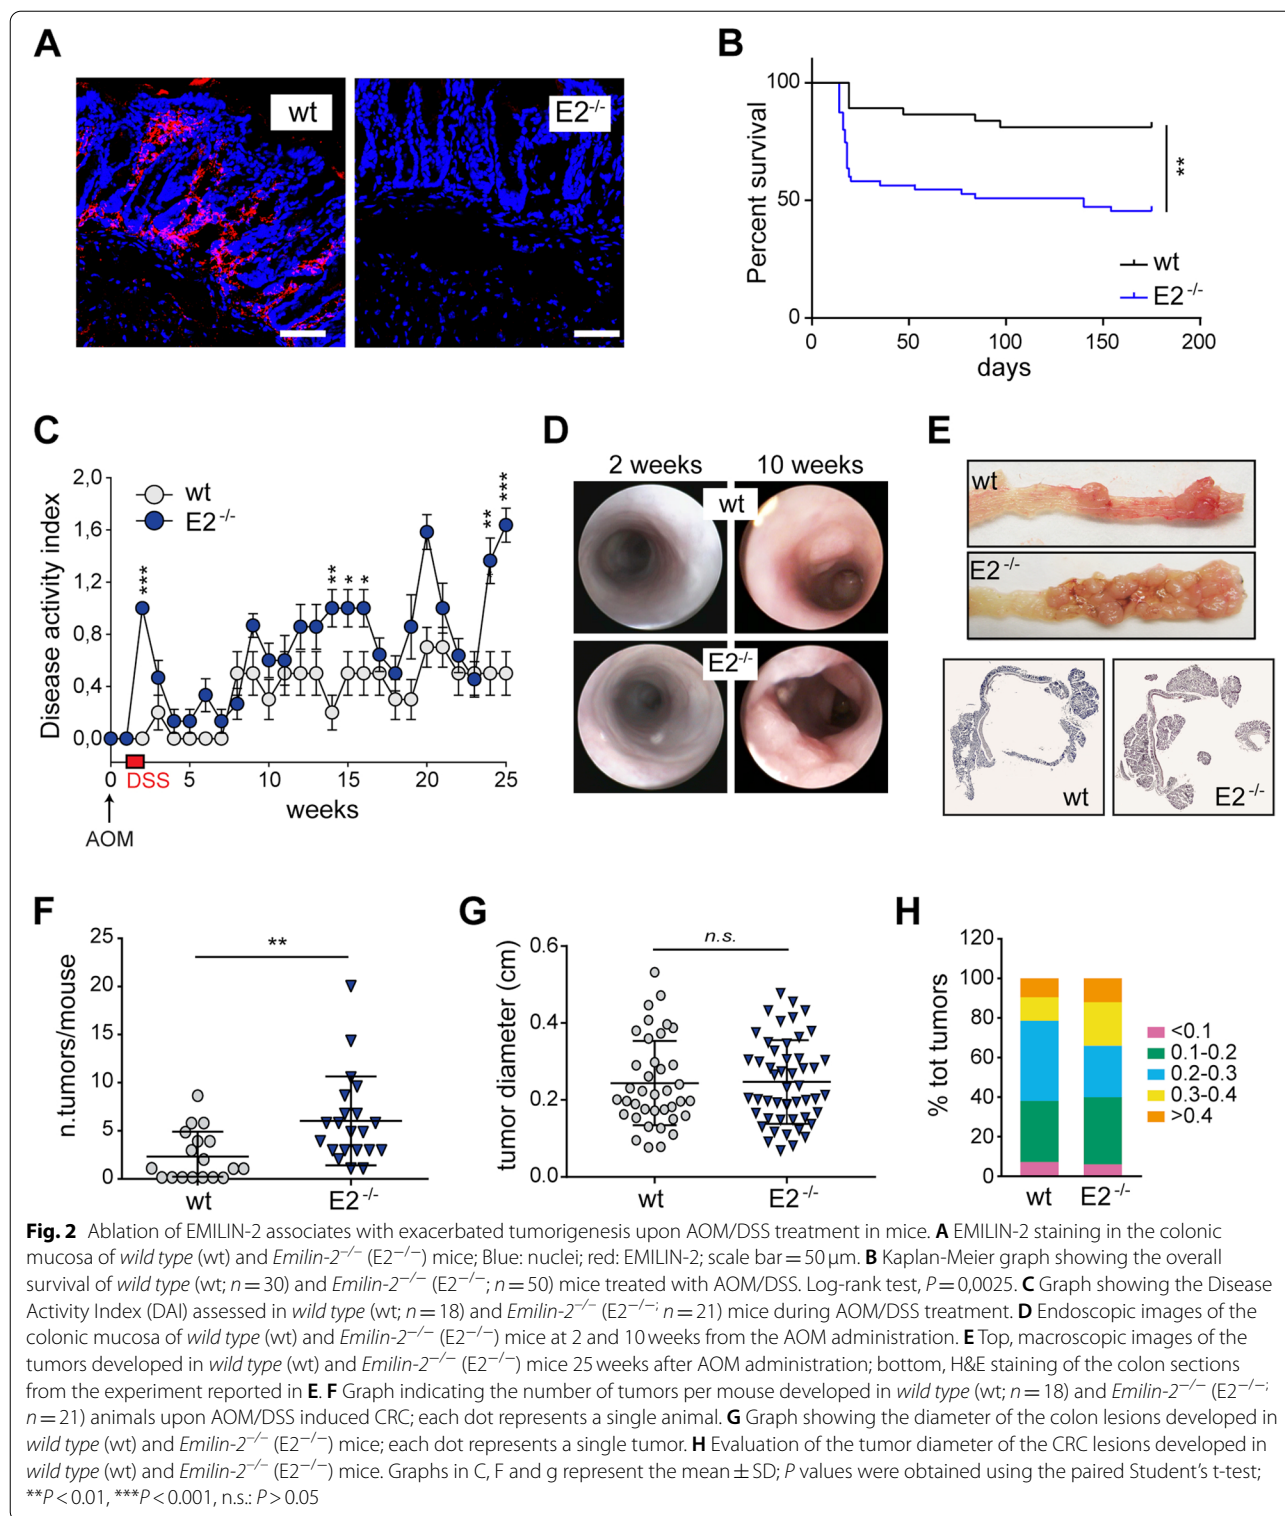 A
wt
E2-/-
B
Percent survival
100
50
0
0 50 100 150 200
days
**
wt
E2-/-
C
Disease activity index
2,0
1,6
1,2
0,8
0,4
0,0
wt
E2-/-
***
** * *
** ***
0 5 10 15 20 25
DSS
weeks
AOM
D
2 weeks 10 weeks
wt
E2-/-
E
wt
E2-/-
wt
E2-/-
F
n.tumors/mouse
25
20
15
10
5
0
**
wt E2-/-
G
tumor diameter (cm)
0.6
0.4
0.2
0.0
n.s.
wt E2-/-
H
% tot tumors
120
100
80
60
40
20
0
wt E2-/-
<0.1
0.1-0.2
0.2-0.3
0.3-0.4
>0.4
Fig. 2 Ablation of EMILIN-2 associates with exacerbated tumorigenesis upon AOM/DSS treatment in mice. A EMILIN-2 staining in the colonic
mucosa of wild type (wt) and Emilin-2−/− (E2−/−) mice; Blue: nuclei; red: EMILIN-2; scale bar = 50 μm. B Kaplan-Meier graph showing the overall
survival of wild type (wt; n = 30) and Emilin-2−/− (E2−/−; n = 50) mice treated with AOM/DSS. Log-rank test, P = 0,0025. C Graph showing the Disease
Activity Index (DAI) assessed in wild type (wt; n = 18) and Emilin-2−/− (E2−/−; n = 21) mice during AOM/DSS treatment. D Endoscopic images of the
colonic mucosa of wild type (wt) and Emilin-2−/− (E2−/−) mice at 2 and 10 weeks from the AOM administration. E Top, macroscopic images of the
tumors developed in wild type (wt) and Emilin-2−/− (E2−/−) mice 25 weeks after AOM administration; bottom, H&E staining of the colon sections
from the experiment reported in E. F Graph indicating the number of tumors per mouse developed in wild type (wt; n = 18) and Emilin-2−/− (E2−/−;
n = 21) animals upon AOM/DSS induced CRC; each dot represents a single animal. G Graph showing the diameter of the colon lesions developed in
wild type (wt) and Emilin-2−/− (E2−/−) mice; each dot represents a single tumor. H Evaluation of the tumor diameter of the CRC lesions developed in
wild type (wt) and Emilin-2−/− (E2−/−) mice. Graphs in C, F and g represent the mean ± SD; P values were obtained using the paired Student's t-test;
**P < 0.01, ***P < 0.001, n.s.: P > 0.05